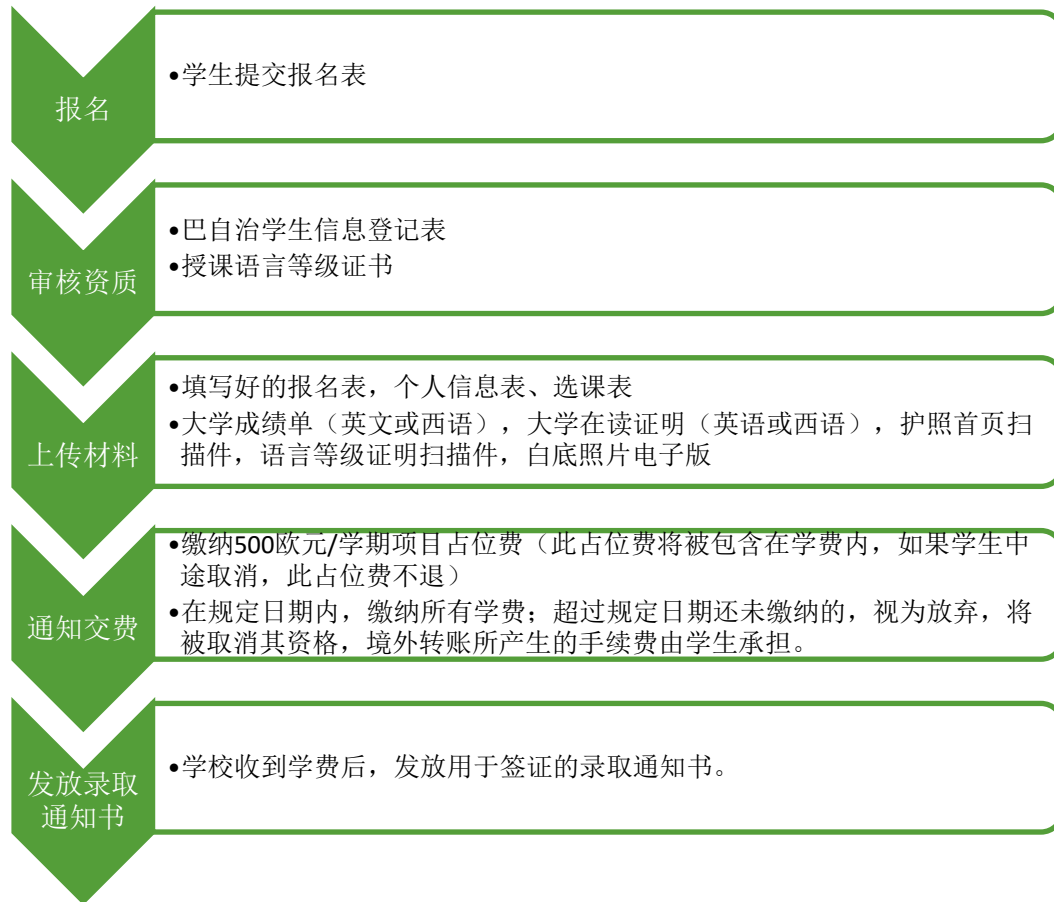 报名
•学生提交报名表
审核资质
•巴自治学生信息登记表
•授课语言等级证书
上传材料
•填写好的报名表，个人信息表、选课表
•大学成绩单（英文或西语），大学在读证明（英语或西语），护照首页扫
描件，语言等级证明扫描件，白底照片电子版
通知交费
•缴纳500欧元/学期项目占位费（此占位费将被包含在学费内，如果学生中
途取消，此占位费不退）
•在规定日期内，缴纳所有学费；超过规定日期还未缴纳的，视为放弃，将
被取消其资格，境外转账所产生的手续费由学生承担。
发放录取
通知书
•学校收到学费后，发放用于签证的录取通知书。